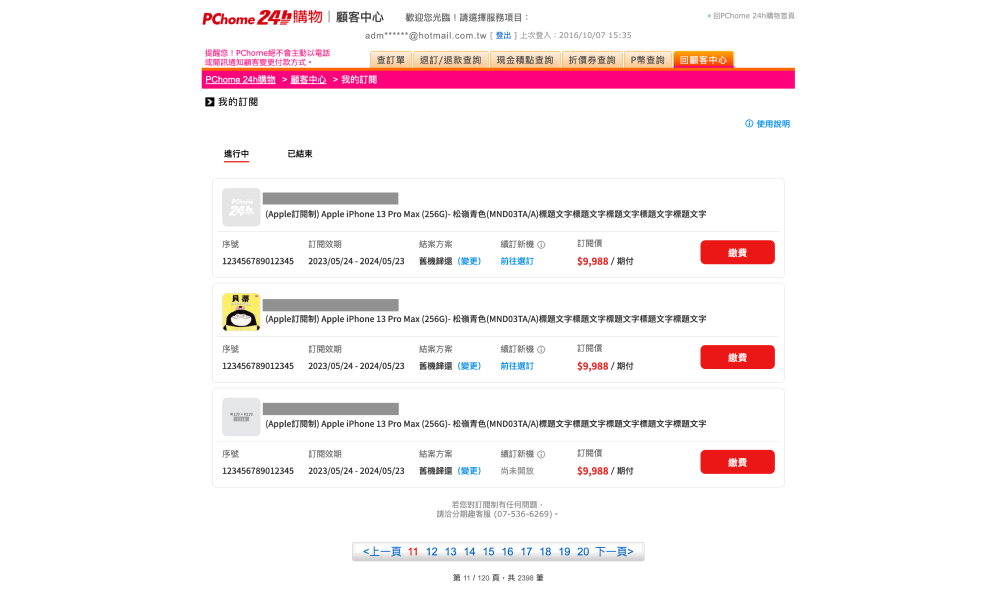 PChome 24h購物 | 顧客中心 歡迎您光臨！請選擇服務項目：
回PChome 24h購物首頁
adm******@hotmail.com.tw [ 登出 ] 上次登入：2016/10/07 15:35
提醒您！PChome絕不會主動以電話
或簡訊通知顧客變更付款方式。
查訂單 退訂/退款查詢 現金積點查詢 折價券查詢 P幣查詢 回顧客中心
PChome 24h購物 > 顧客中心 > 我的訂閱
我的訂閱
使用說明
進行中 已結束
PChome 24h
(Apple訂閱制) Apple iPhone 13 Pro Max (256G)- 松嶺青色(MND03TA/A)標題文字標題文字標題文字標題文字標題文字
序號 訂閱效期 結案方案 續訂新機 訂閱價
123456789012345 2023/05/24 - 2024/05/23 舊機歸還 (變更) 前往選訂 $9,988 / 期付 繳費
貝蒂
(Apple訂閱制) Apple iPhone 13 Pro Max (256G)- 松嶺青色(MND03TA/A)標題文字標題文字標題文字標題文字標題文字
序號 訂閱效期 結案方案 續訂新機 訂閱價
123456789012345 2023/05/24 - 2024/05/23 舊機歸還 (變更) 前往選訂 $9,988 / 期付 繳費
(Apple訂閱制) Apple iPhone 13 Pro Max (256G)- 松嶺青色(MND03TA/A)標題文字標題文字標題文字標題文字標題文字
序號 訂閱效期 結案方案 續訂新機 訂閱價
123456789012345 2023/05/24 - 2024/05/23 舊機歸還 (變更) 尚未開放 $9,988 / 期付 繳費
若您對訂閱制有任何問題，
請洽分期趣客服 (07-536-6269)。
<上一頁 11 12 13 14 15 16 17 18 19 20 下一頁>
第 11 / 120 頁，共 2398 筆